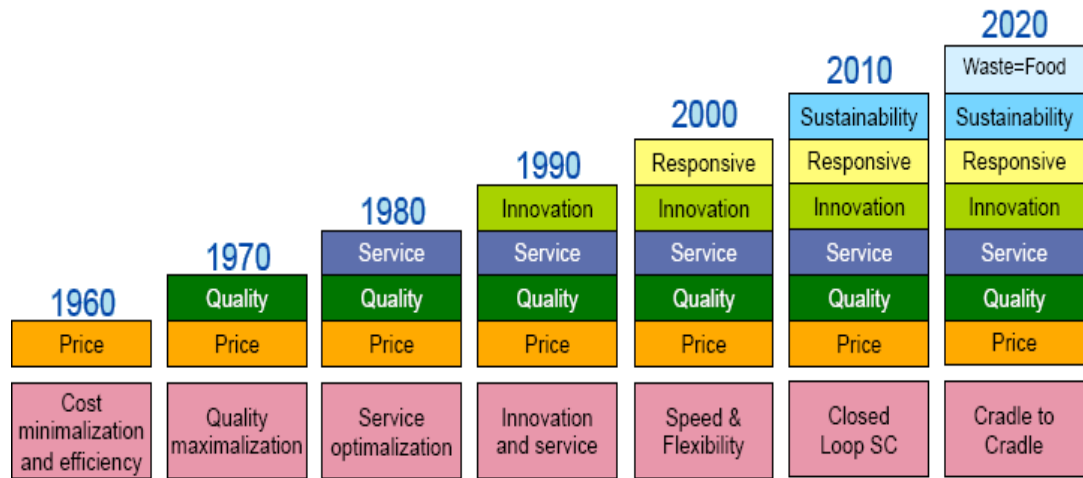 2020
Waste=Food
2010
Sustainability
Sustainability
2000
Responsive
Responsive
Responsive
1990
Innovation
Innovation
Innovation
Innovation
1980
Service
Service
Service
Service
Service
1970
Quality
Quality
Quality
Quality
Quality
Quality
1960
Price
Price
Price
Price
Price
Price
Price
Cost
minimalization
and efficiency
Quality
maximalization
Service
optimalization
Innovation
and service
Speed &
Flexibility
Closed
Loop SC
Cradle to
Cradle